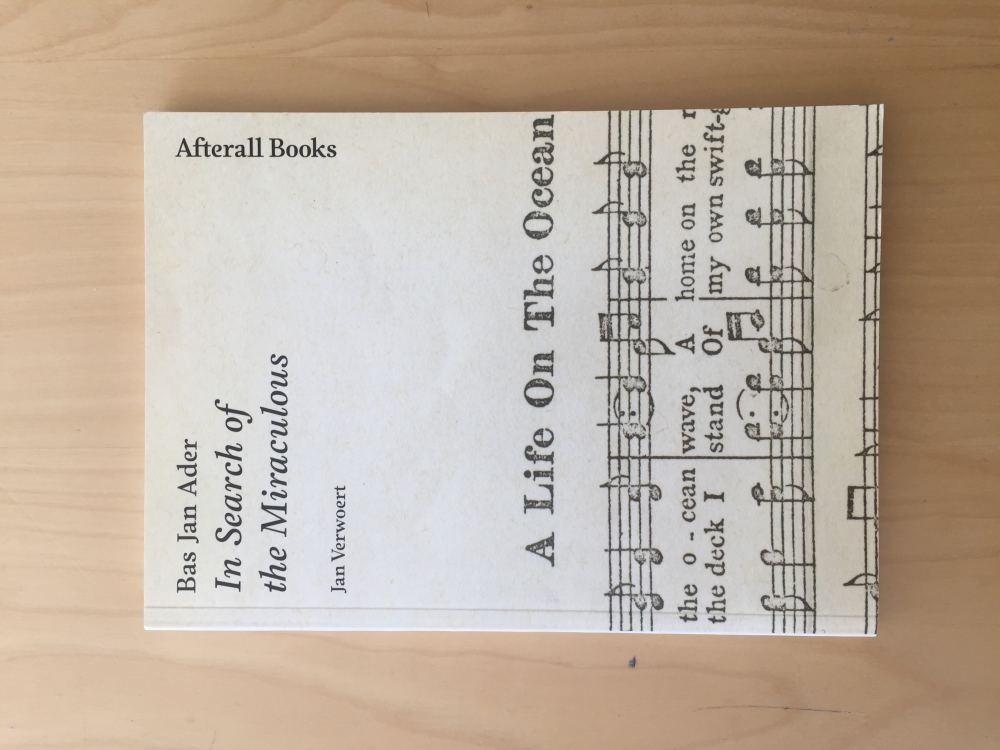 Afterall Books
Bas Jan Ader
In Search of
the Miraculous
Jan Verwoert
A Life On The Ocean
the o - cean wave, A home on the
the deck I stand Of my own swift-